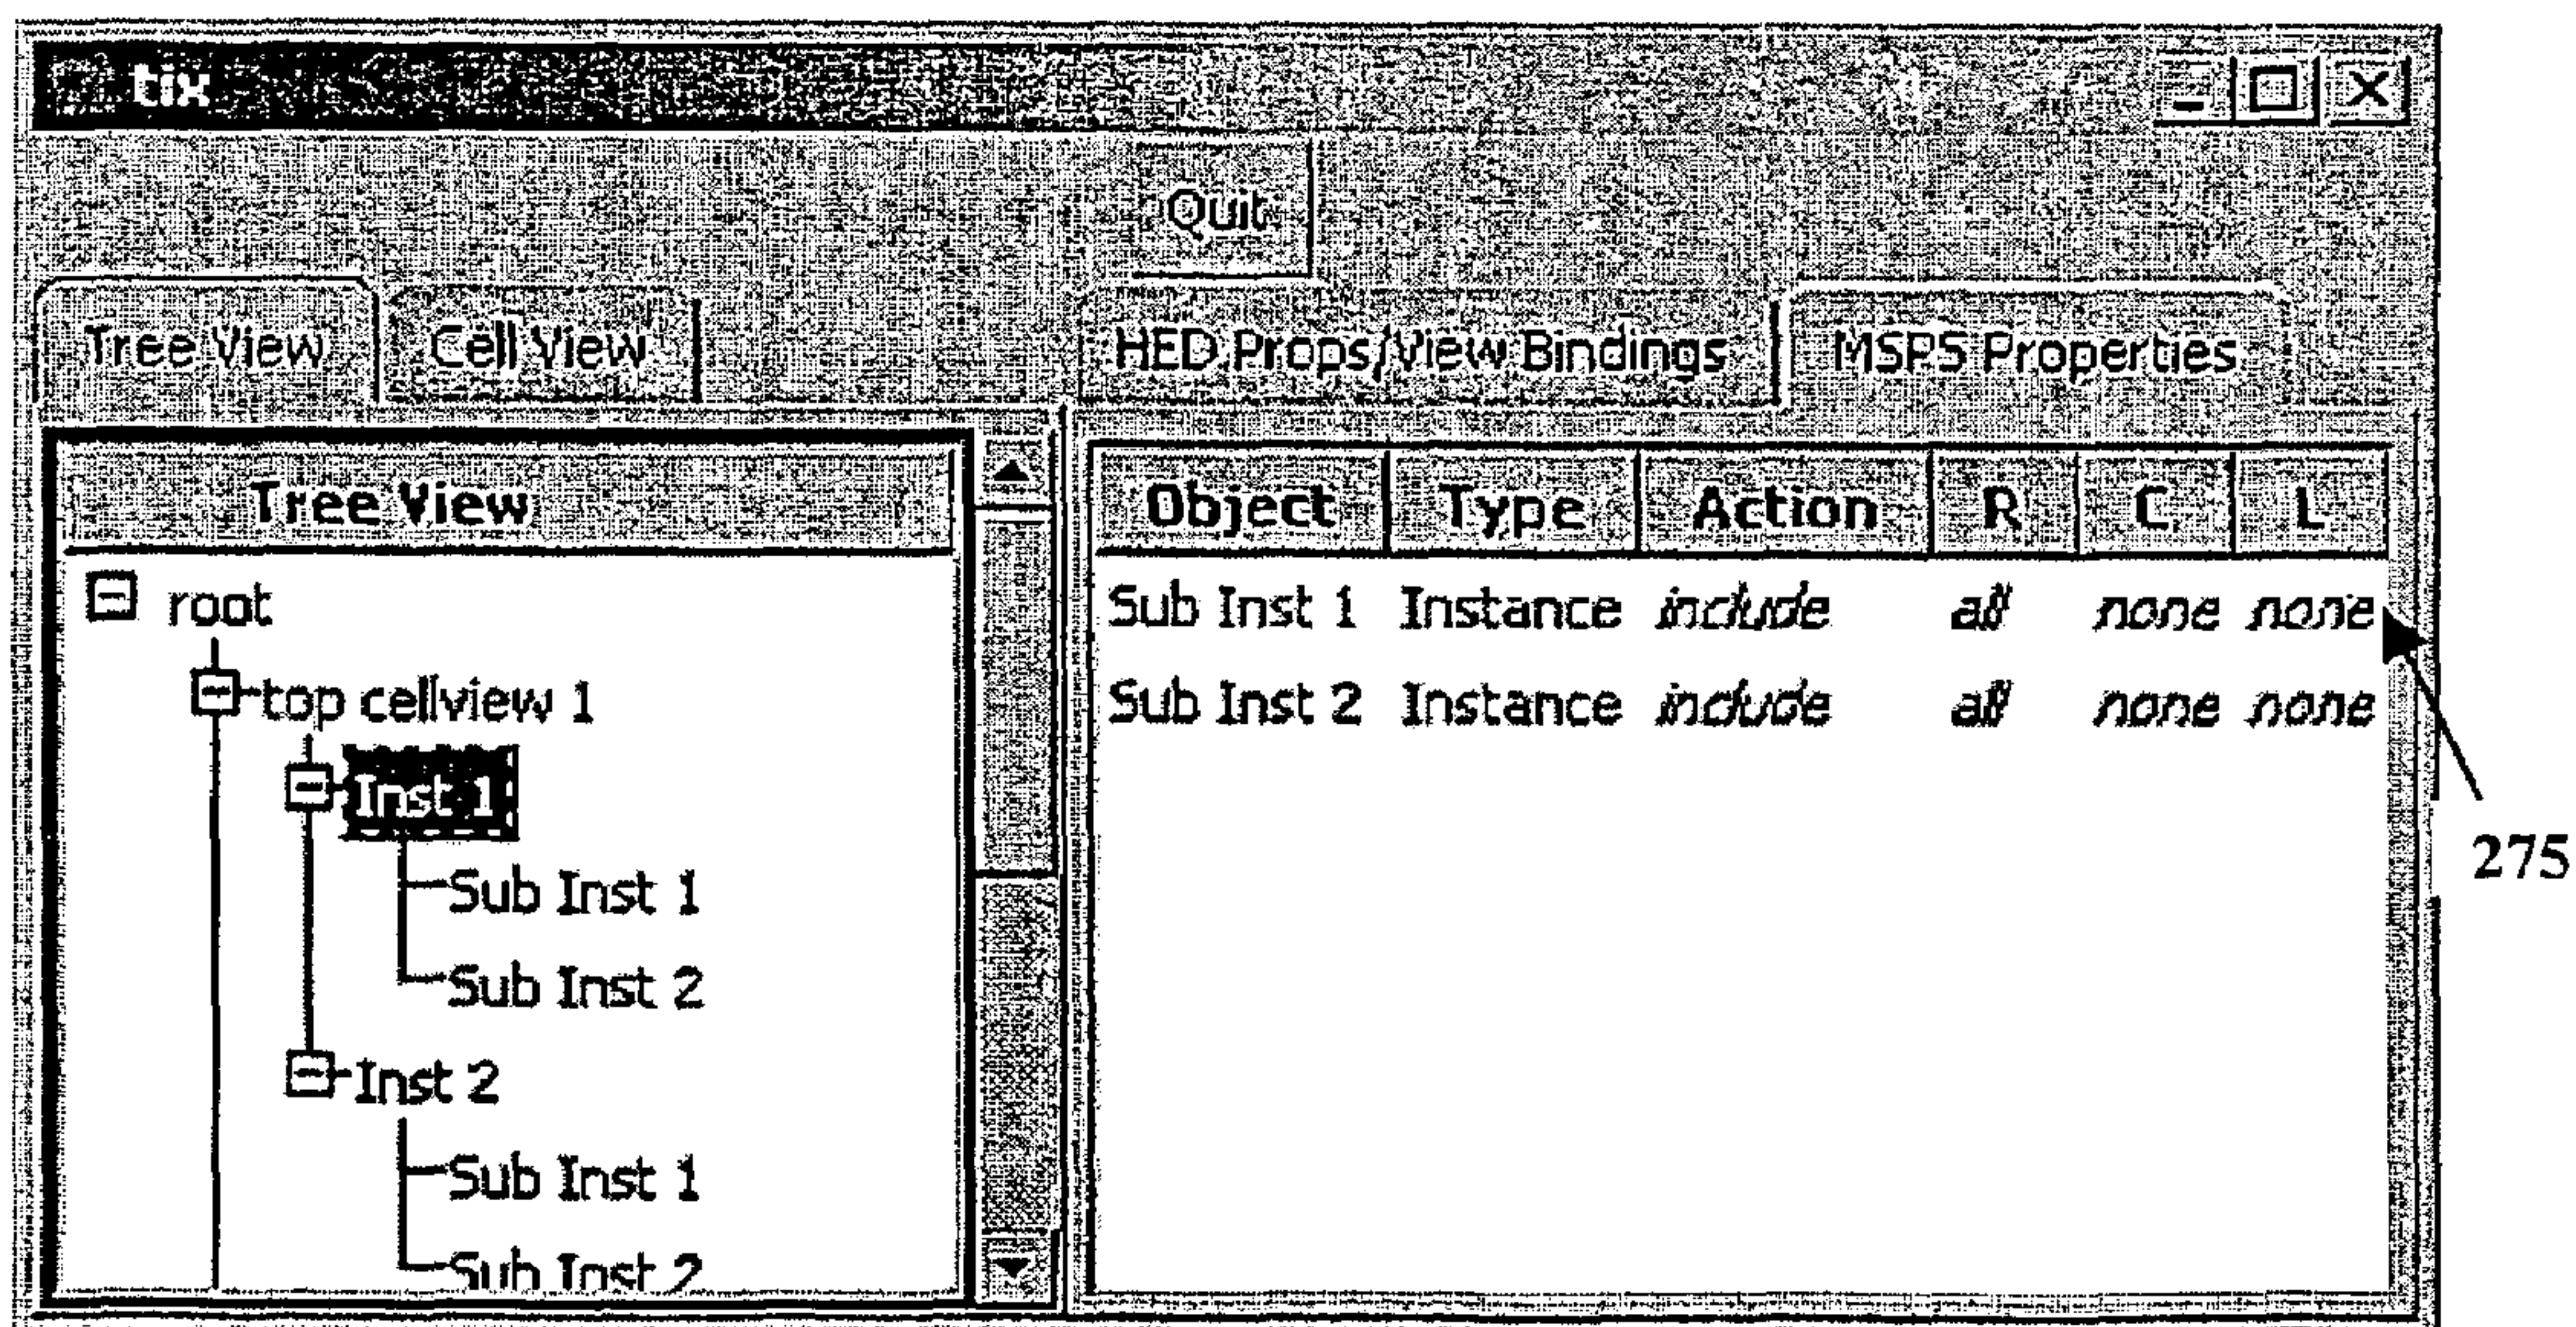 tix
Quit
Tree View Cell View HED Props/View Bindings MSPS Properties
Tree View
root
top cellview 1
Inst 1
Sub Inst 1
Sub Inst 2
Inst 2
Sub Inst 1
Sub Inst 2
Object Type Action R C L
Sub Inst 1 Instance include all none none
Sub Inst 2 Instance include all none none
275